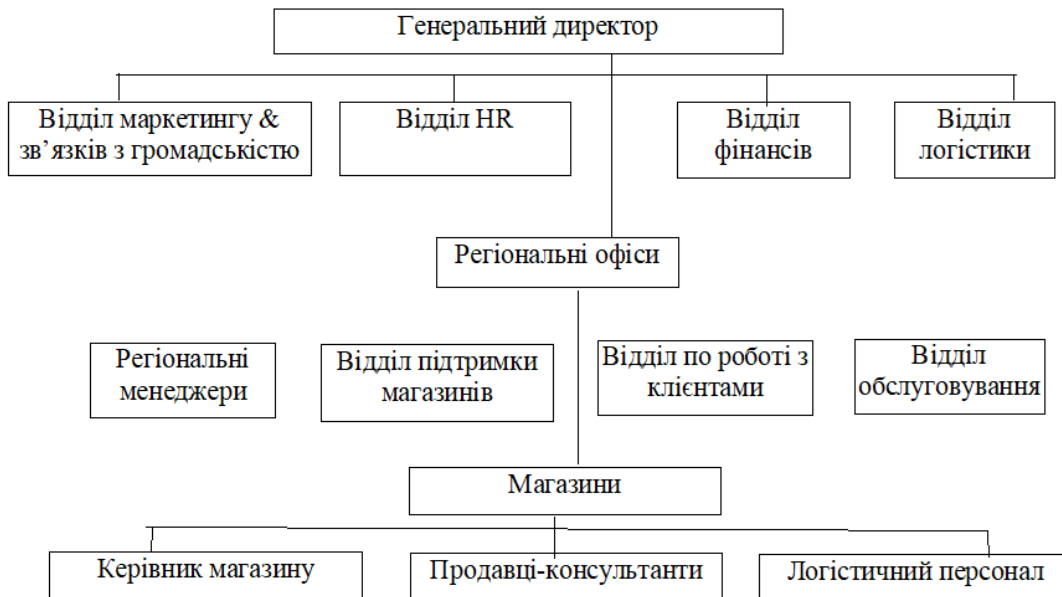 Генеральний директор
Відділ маркетингу &
зв’язків з громадськістю
Відділ HR
Відділ
фінансів
Відділ
логістики
Регіональні офіси
Регіональні
менеджери
Відділ підтримки
магазинів
Відділ по роботі з
клієнтами
Відділ
обслуговування
Магазини
Керівник магазину
Продавці-консультанти
Логістичний персонал